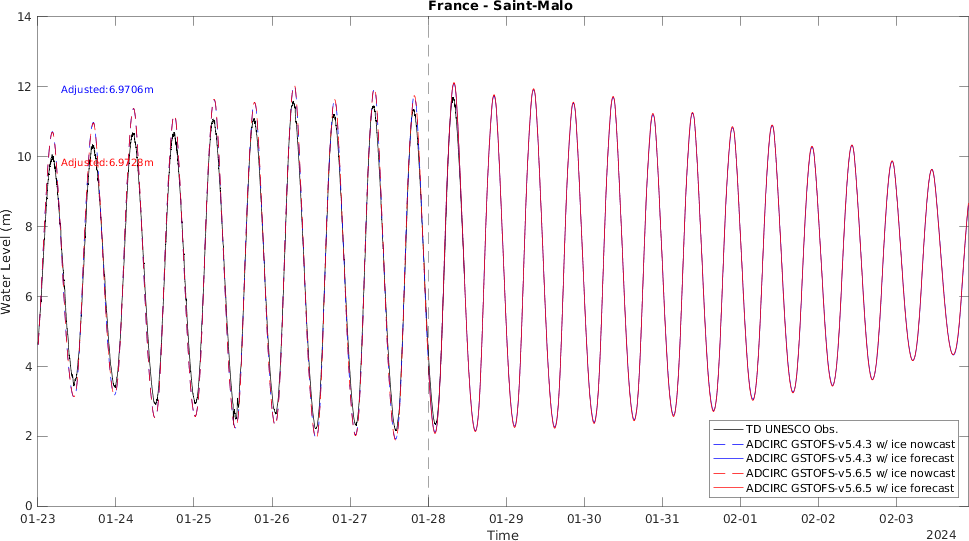 France - Saint-Malo
Water Level (m)
14
12
10
8
6
4
2
0
Adjusted:6.9706m
Adjusted:6.9723m
TD UNESCO Obs.
ADCIRC GSTOFS-v5.4.3 w/ ice nowcast
ADCIRC GSTOFS-v5.4.3 w/ ice forecast
ADCIRC GSTOFS-v5.6.5 w/ ice nowcast
ADCIRC GSTOFS-v5.6.5 w/ ice forecast
01-23 01-24 01-25 01-26 01-27 01-28 01-29 01-30 01-31 02-01 02-02 02-03
Time
2024